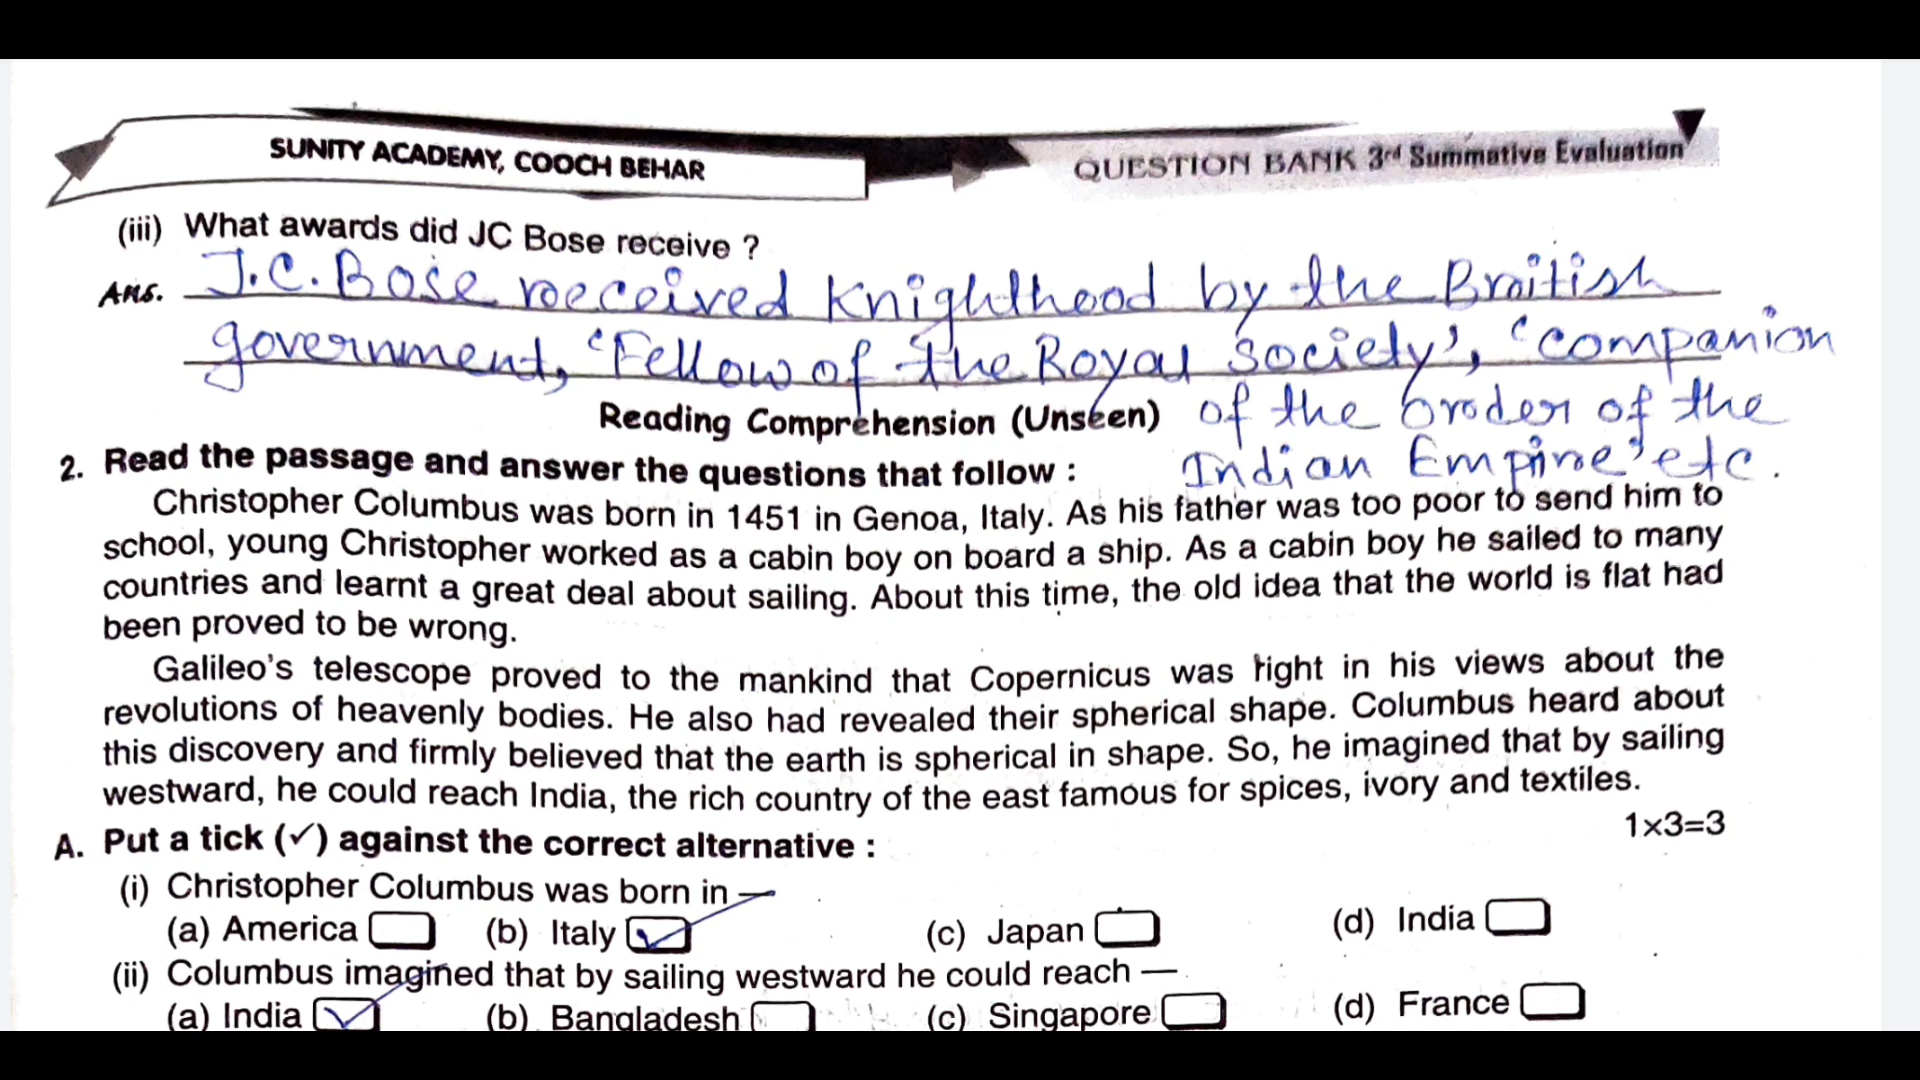 SUNITY ACADEMY, COOCH BEHAR
QUESTION BANK 3rd Summative Evaluation
(iii) What awards did JC Bose receive ?
Ans. J.C. Bose received Knighthood by the British
government, 'Fellow of the Royal Society', 'companion
of the order of the
Indian Empire' etc.
Reading Comprehension (Unseen)
2. Read the passage and answer the questions that follow :
Christopher Columbus was born in 1451 in Genoa, Italy. As his father was too poor to send him to
school, young Christopher worked as a cabin boy on board a ship. As a cabin boy he sailed to many
countries and learnt a great deal about sailing. About this time, the old idea that the world is flat had
been proved to be wrong.
Galileo's telescope proved to the mankind that Copernicus was right in his views about the
revolutions of heavenly bodies. He also had revealed their spherical shape. Columbus heard about
this discovery and firmly believed that the earth is spherical in shape. So, he imagined that by sailing
westward, he could reach India, the rich country of the east famous for spices, ivory and textiles.
A. Put a tick (✓) against the correct alternative : 1×3=3
(i) Christopher Columbus was born in —
(a) America (b) Italy ✓ (c) Japan (d) India
(ii) Columbus imagined that by sailing westward he could reach —
(a) India ✓ (b) Bangladesh (c) Singapore (d) France